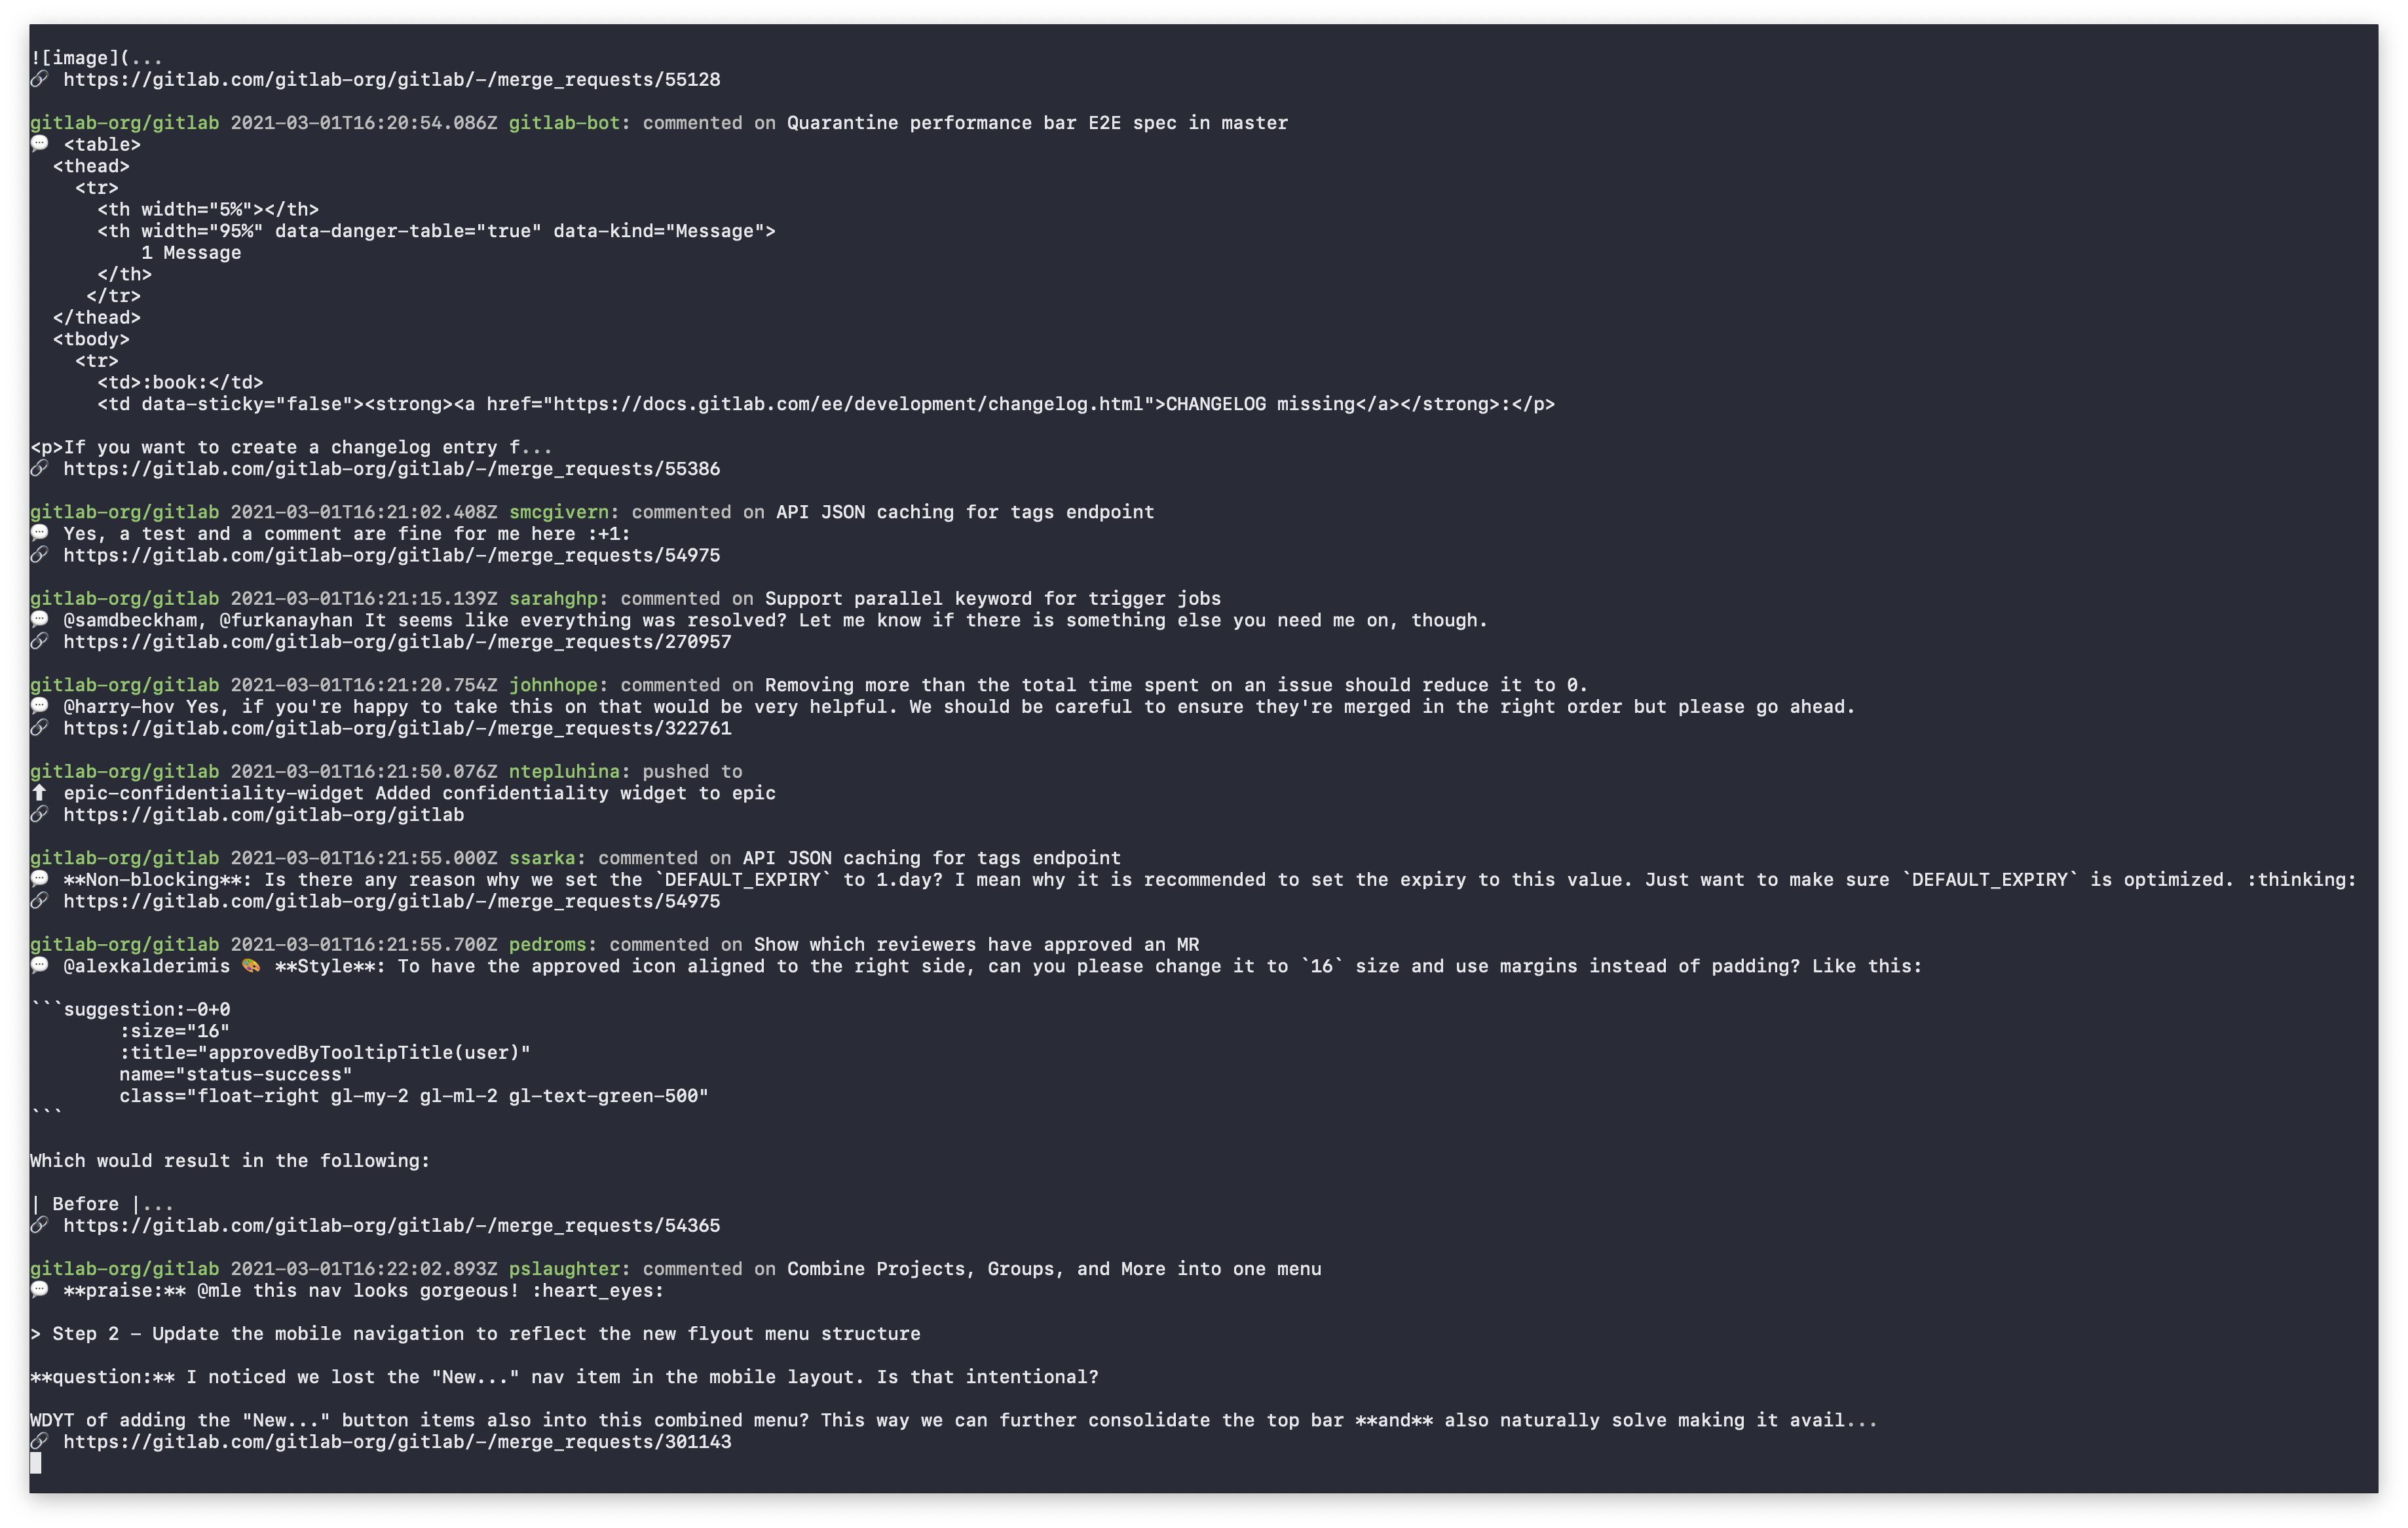 ![image](...
🔗 https://gitlab.com/gitlab-org/gitlab/-/merge_requests/55128
gitlab-org/gitlab 2021-03-01T16:20:54.086Z gitlab-bot: commented on Quarantine performance bar E2E spec in master
💬 <table>
  <thead>
    <tr>
      <th width="5%"></th>
      <th width="95%" data-danger-table="true" data-kind="Message">
          1 Message
      </th>
     </tr>
  </thead>
  <tbody>
    <tr>
      <td>:book:</td>
      <td data-sticky="false"><strong><a href="https://docs.gitlab.com/ee/development/changelog.html">CHANGELOG missing</a></strong>:</p>
<p>If you want to create a changelog entry f...
🔗 https://gitlab.com/gitlab-org/gitlab/-/merge_requests/55386
gitlab-org/gitlab 2021-03-01T16:21:02.408Z smcgivern: commented on API JSON caching for tags endpoint
💬 Yes, a test and a comment are fine for me here :+1:
🔗 https://gitlab.com/gitlab-org/gitlab/-/merge_requests/54975
gitlab-org/gitlab 2021-03-01T16:21:15.139Z sarahghp: commented on Support parallel keyword for trigger jobs
💬 @samdbeckham, @furkanayhan It seems like everything was resolved? Let me know if there is something else you need me on, though.
🔗 https://gitlab.com/gitlab-org/gitlab/-/merge_requests/270957
gitlab-org/gitlab 2021-03-01T16:21:20.754Z johnhope: commented on Removing more than the total time spent on an issue should reduce it to 0.
💬 @harry-hov Yes, if you're happy to take this on that would be very helpful. We should be careful to ensure they're merged in the right order but please go ahead.
🔗 https://gitlab.com/gitlab-org/gitlab/-/merge_requests/322761
gitlab-org/gitlab 2021-03-01T16:21:50.076Z ntepluhina: pushed to
⬆ epic-confidentiality-widget Added confidentiality widget to epic
🔗 https://gitlab.com/gitlab-org/gitlab
gitlab-org/gitlab 2021-03-01T16:21:55.000Z ssarka: commented on API JSON caching for tags endpoint
💬 **Non-blocking**: Is there any reason why we set the `DEFAULT_EXPIRY` to 1.day? I mean why it is recommended to set the expiry to this value. Just want to make sure `DEFAULT_EXPIRY` is optimized. :thinking:
🔗 https://gitlab.com/gitlab-org/gitlab/-/merge_requests/54975
gitlab-org/gitlab 2021-03-01T16:21:55.700Z pedroms: commented on Show which reviewers have approved an MR
💬 @alexkalderimis 🎨 **Style**: To have the approved icon aligned to the right side, can you please change it to `16` size and use margins instead of padding? Like this:
```suggestion:-0+0
        :size="16"
        :title="approvedByTooltipTitle(user)"
        name="status-success"
        class="float-right gl-my-2 gl-ml-2 gl-text-green-500"
```
Which would result in the following:
| Before |...
🔗 https://gitlab.com/gitlab-org/gitlab/-/merge_requests/54365
gitlab-org/gitlab 2021-03-01T16:22:02.893Z pslaughter: commented on Combine Projects, Groups, and More into one menu
💬 **praise:** @mle this nav looks gorgeous! :heart_eyes:
> Step 2 - Update the mobile navigation to reflect the new flyout menu structure
**question:** I noticed we lost the "New..." nav item in the mobile layout. Is that intentional?
WDYT of adding the "New..." button items also into this combined menu? This way we can further consolidate the top bar **and** also naturally solve making it avail...
🔗 https://gitlab.com/gitlab-org/gitlab/-/merge_requests/301143